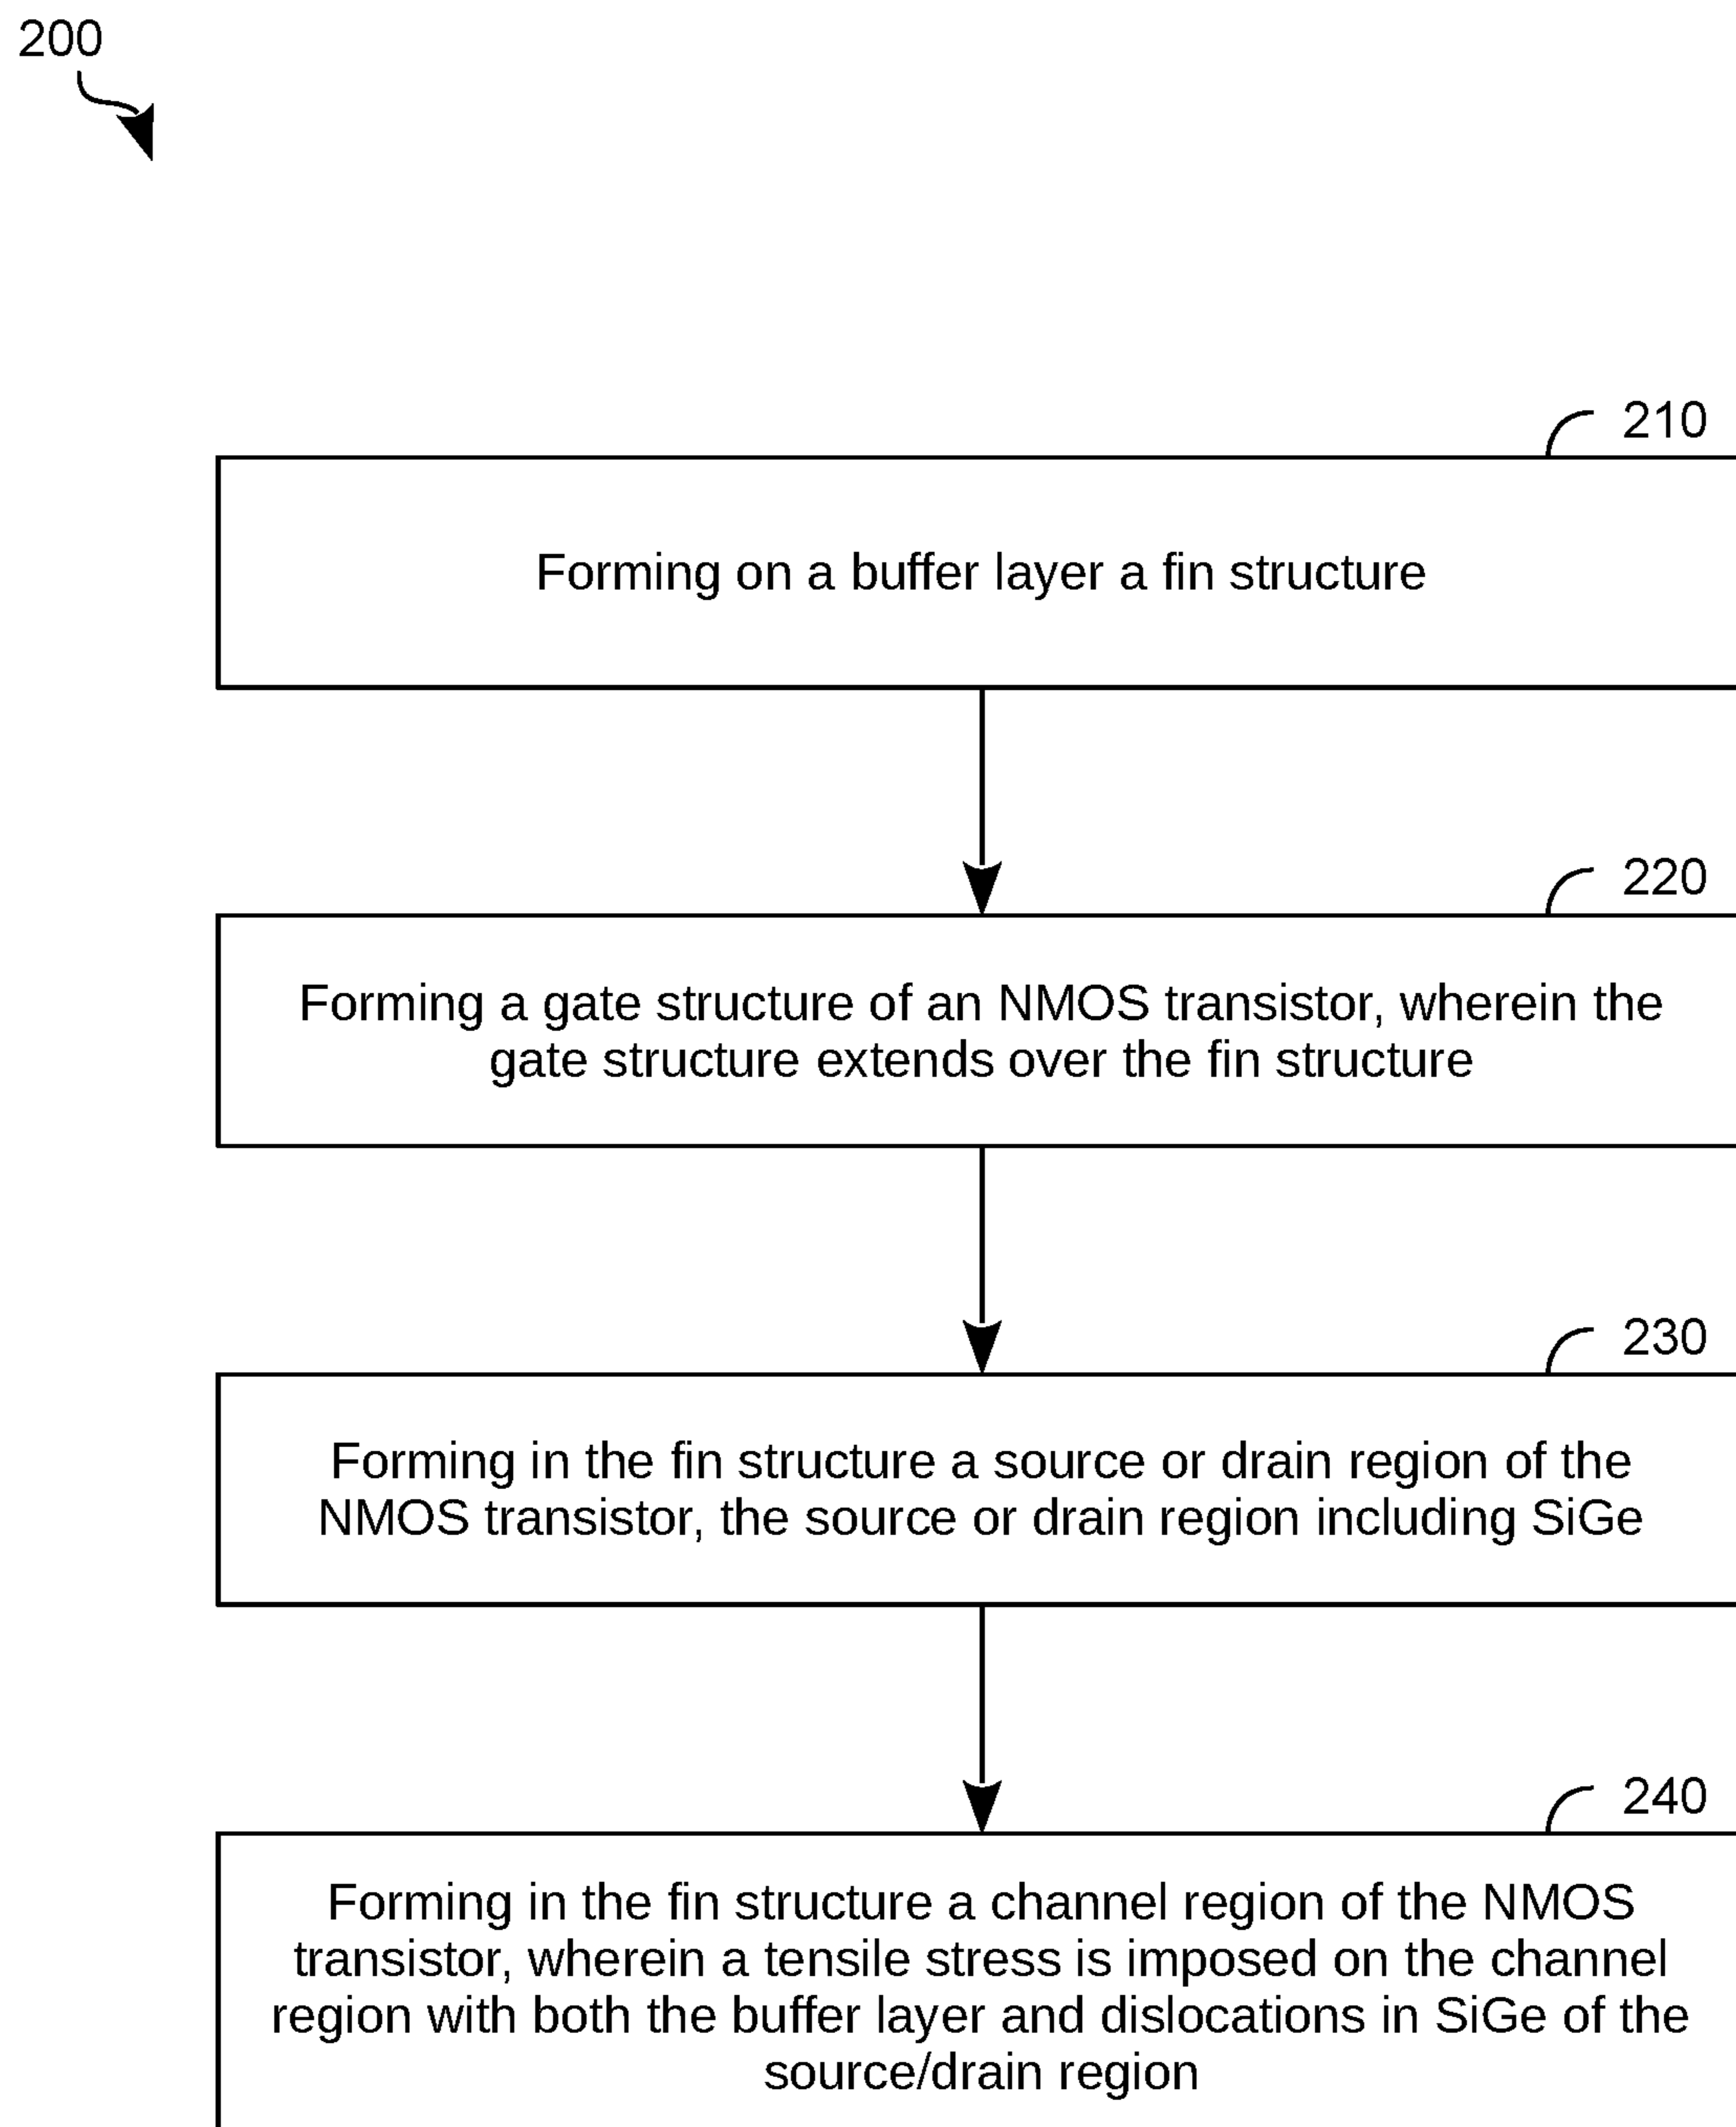 200
210
Forming on a buffer layer a fin structure
220
Forming a gate structure of an NMOS transistor, wherein the
gate structure extends over the fin structure
230
Forming in the fin structure a source or drain region of the
NMOS transistor, the source or drain region including SiGe
240
Forming in the fin structure a channel region of the NMOS
transistor, wherein a tensile stress is imposed on the channel
region with both the buffer layer and dislocations in SiGe of the
source/drain region